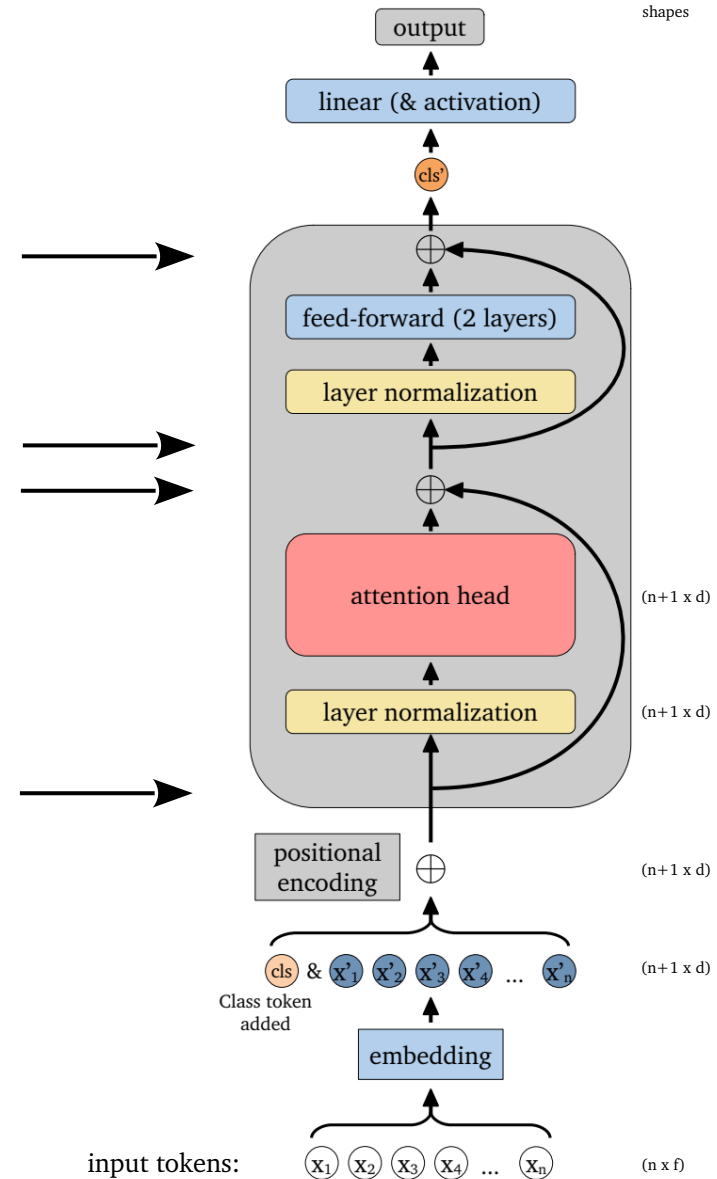 shapes
output
linear (& activation)
cls'
feed-forward (2 layers)
layer normalization
attention head
(n+1 x d)
layer normalization
(n+1 x d)
positional
encoding
(n+1 x d)
cls & x'₁ x'₂ x'₃ x'₄ ... x'ₙ
(n+1 x d)
Class token
added
embedding
input tokens: x₁ x₂ x₃ x₄ ... xₙ
(n x f)